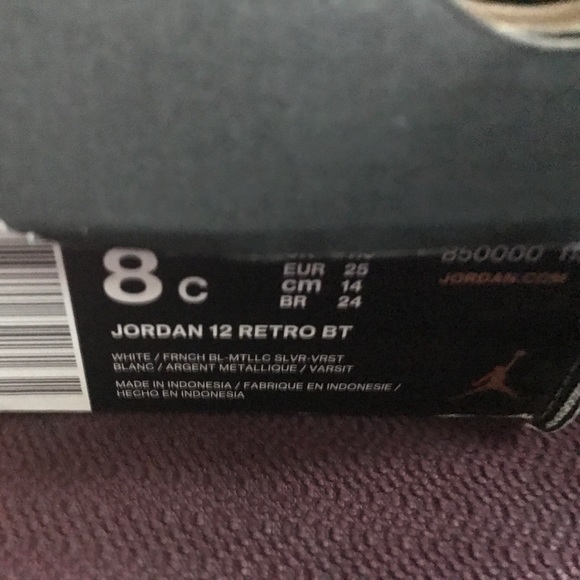 8 C
EUR 25
cm 14
BR 24
850000
JORDAN.COM
JORDAN 12 RETRO BT
WHITE / FRNCH BL-MTLLC SLVR-VRST
BLANC / ARGENT METALLIQUE / VARSIT
MADE IN INDONESIA / FABRIQUE EN INDONESIE /
HECHO EN INDONESIA